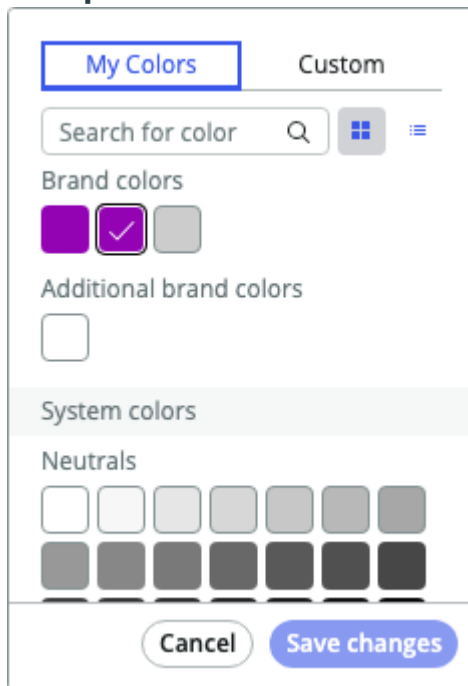 My Colors Custom
Search for color
Brand colors
Additional brand colors
System colors
Neutrals
Cancel Save changes